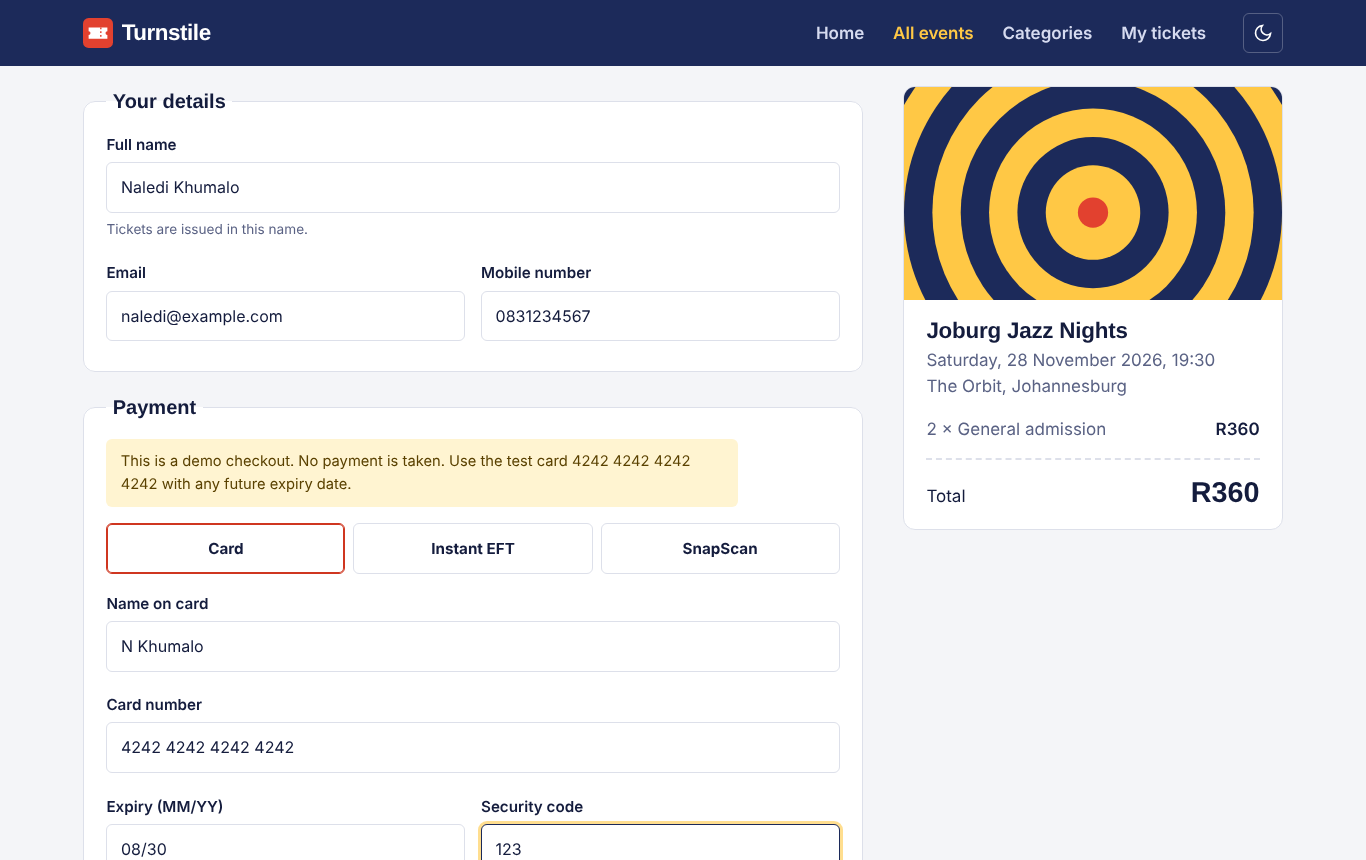 Turnstile
Home
All events
Categories
My tickets
Your details
Full name
Naledi Khumalo
Tickets are issued in this name.
Email
Mobile number
naledi@example.com
0831234567
Payment
This is a demo checkout. No payment is taken. Use the test card 4242 4242 4242
4242 with any future expiry date.
Card
Instant EFT
SnapScan
Name on card
N Khumalo
Card number
4242 4242 4242 4242
Expiry (MM/YY)
Security code
08/30
123
Joburg Jazz Nights
Saturday, 28 November 2026, 19:30
The Orbit, Johannesburg
2 × General admission
R360
Total
R360